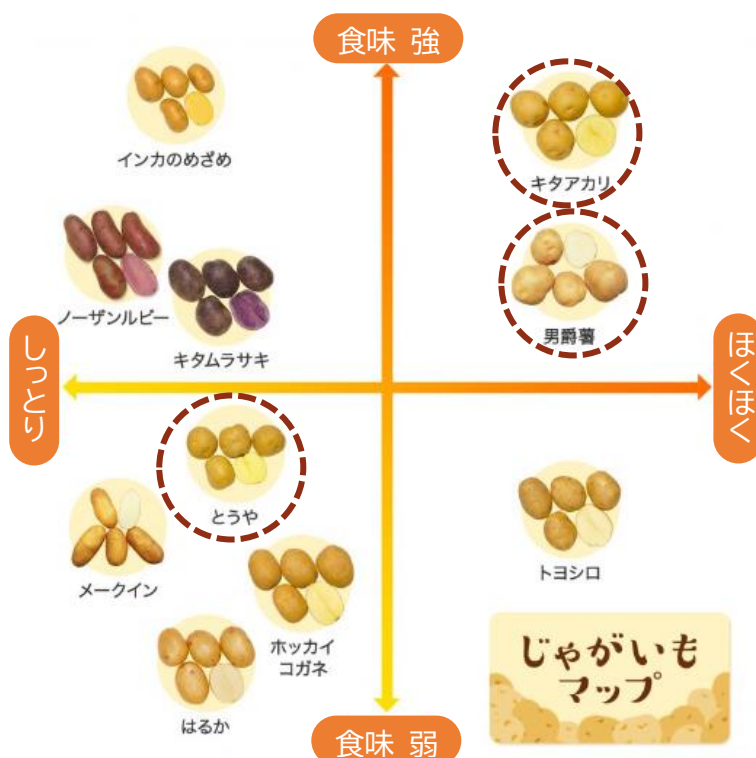 食味 強
インカのめざめ
キタアカリ
ノーザンルビー
キタムラサキ
男爵薯
しっとり
ほくほく
とうや
メークイン
トヨシロ
ホッカイ
コガネ
はるか
じゃがいも
マップ
食味 弱